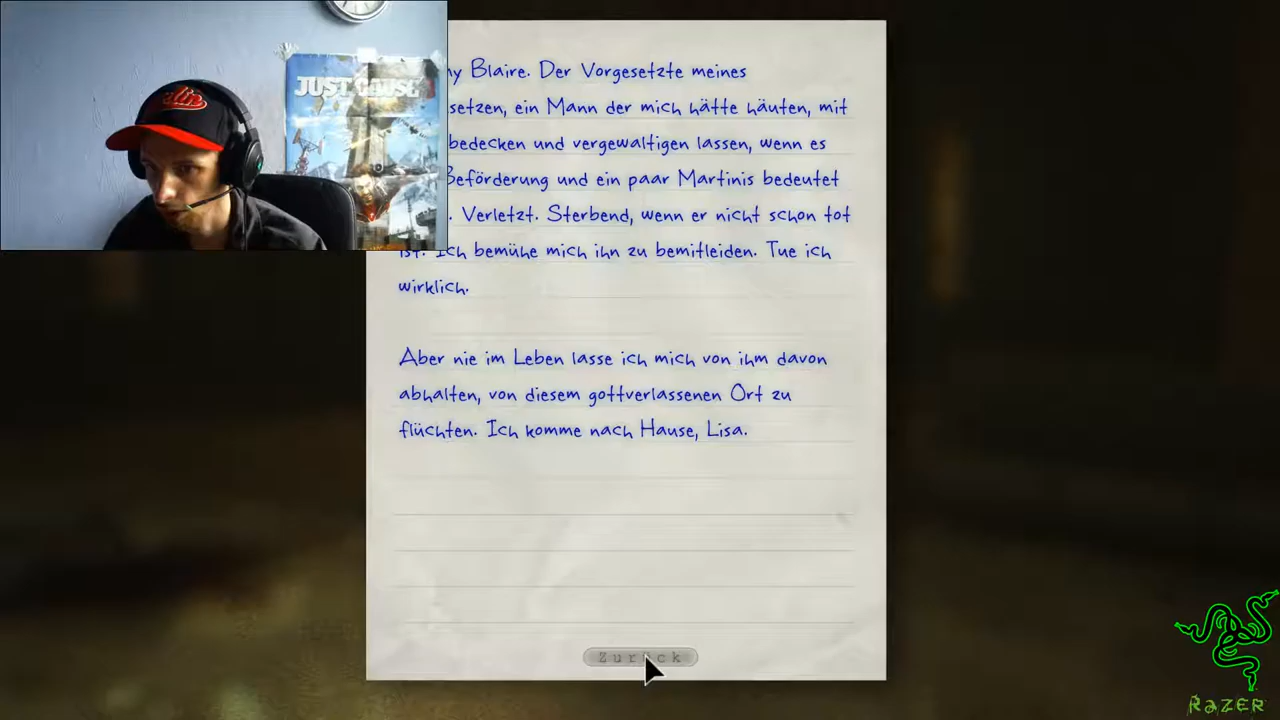 JUST CAUSE
ny Blaire. Der Vorgesetzte meines
setzen, ein Mann der mich hätte häuten, mit
bedecken und vergewaltigen lassen, wenn es
Beförderung und ein paar Martinis bedeutet
. Verletzt. Sterbend, wenn er nicht schon tot
ist. Ich bemühe mich ihn zu bemitleiden. Tue ich
wirklich.
Aber nie im Leben lasse ich mich von ihm davon
abhalten, von diesem gottverlassenen Ort zu
flüchten. Ich komme nach Hause, Lisa.
Zurück
RAZER